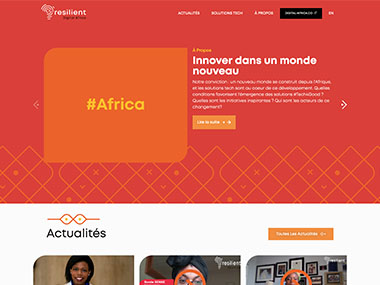 resilient
digital africa
ACTUALITÉS
SOLUTIONS TECH
À PROPOS
DIGITAL AFRICA.CO
EN
À Propos
Innover dans un monde
nouveau
Notre conviction : un nouveau monde se construit depuis l'Afrique,
et les solutions tech sont au coeur de ce développement. Quelles
conditions favorisent l'émergence des solutions #Tech4Good ?
Quelles sont les initiatives inspirantes ? Qui sont les acteurs de ce
changement?
Lire la suite
#Africa
Actualités
Toutes Les Actualités
resilient
resilient